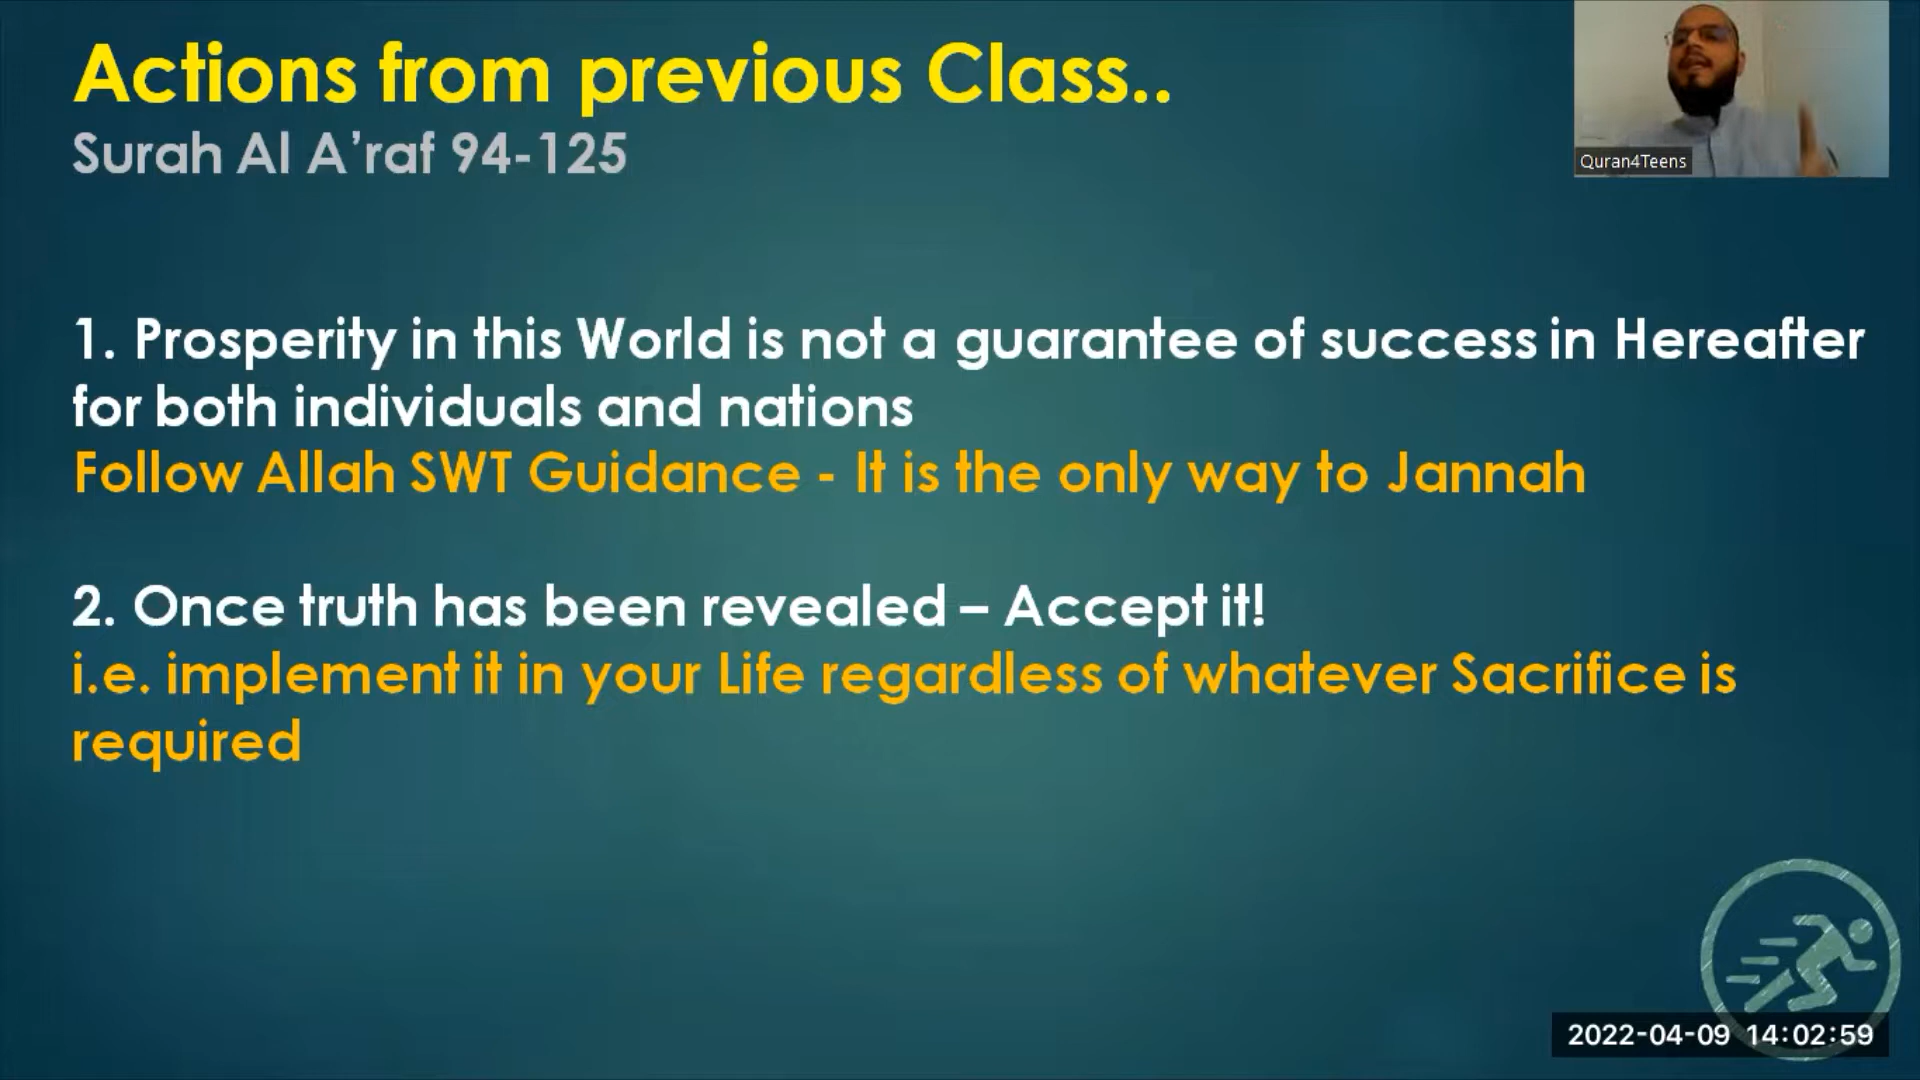 Actions from previous Class..
Surah Al A’raf 94-125
Quran4Teens
1. Prosperity in this World is not a guarantee of success in Hereafter
for both individuals and nations
Follow Allah SWT Guidance - It is the only way to Jannah
2. Once truth has been revealed – Accept it!
i.e. implement it in your Life regardless of whatever Sacrifice is
required
2022-04-09 14:02:59